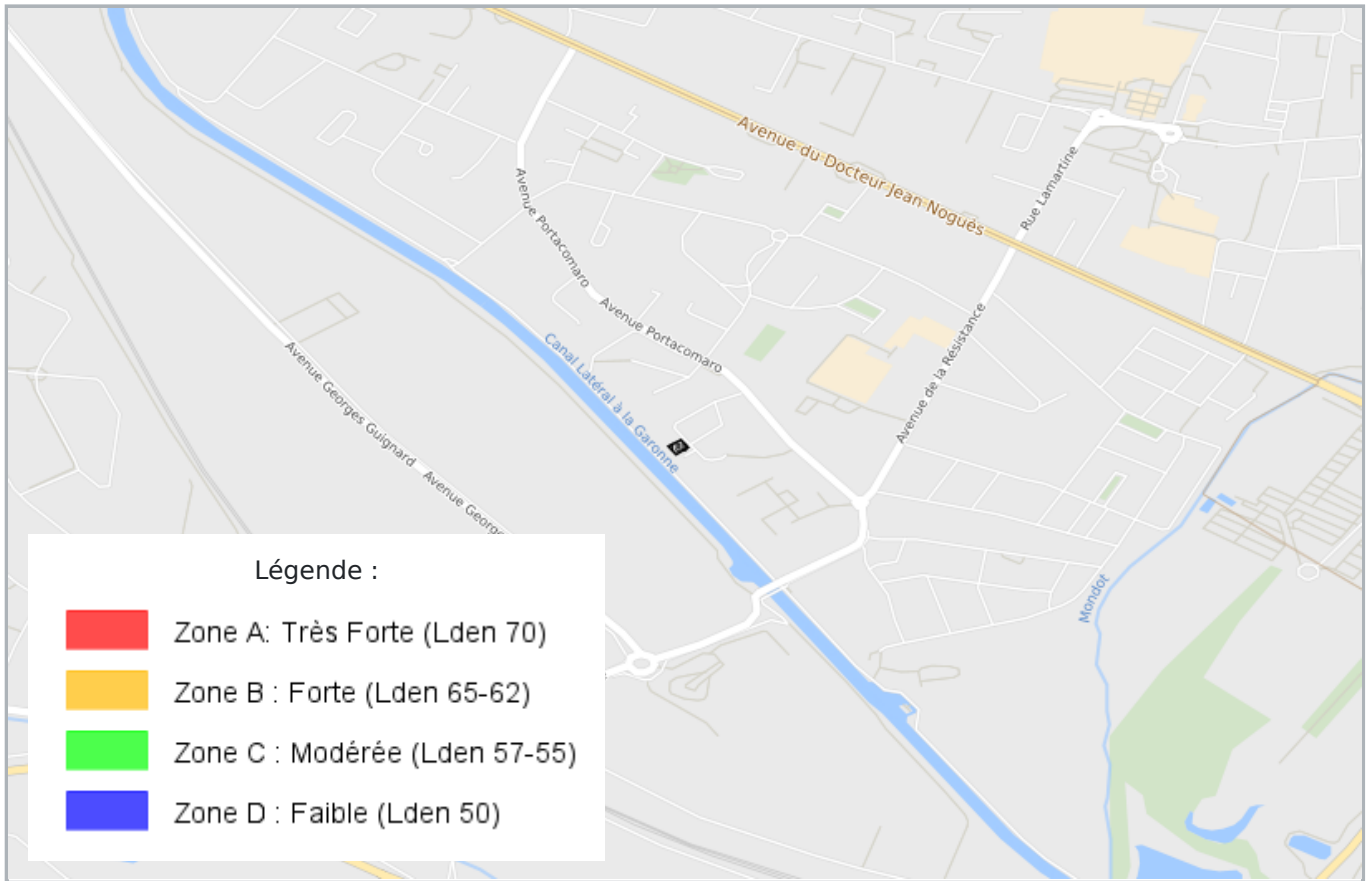 Avenue du Docteur Jean Noguès
Rue Lamartine
Avenue Portacomaro
Avenue Portacomaro
Avenue de la Résistance
Canal Latéral à la Garonne
Avenue Georges Guignard
Avenue George
Mondot
Légende :
Zone A: Très Forte (Lden 70)
Zone B : Forte (Lden 65-62)
Zone C : Modérée (Lden 57-55)
Zone D : Faible (Lden 50)